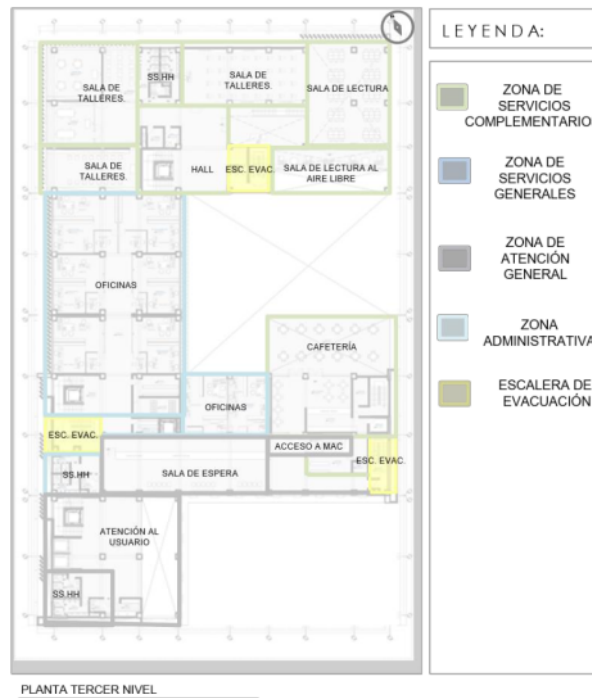 SALA DE
TALLERES.
SS.HH
SALA DE
TALLERES.
SALA DE LECTURA
SALA DE
TALLERES.
HALL
ESC. EVAC.
SALA DE LECTURA AL
AIRE LIBRE
OFICINAS
CAFETERÍA
OFICINAS
ESC. EVAC.
ACCESO A MAC
SS.HH
SALA DE ESPERA
ESC. EVAC.
ATENCIÓN AL
USUARIO
SS.HH
PLANTA TERCER NIVEL
LEYENDA:
ZONA DE
SERVICIOS
COMPLEMENTARIO
ZONA DE
SERVICIOS
GENERALES
ZONA DE
ATENCIÓN
GENERAL
ZONA
ADMINISTRATIVA
ESCALERA DE
EVACUACIÓN